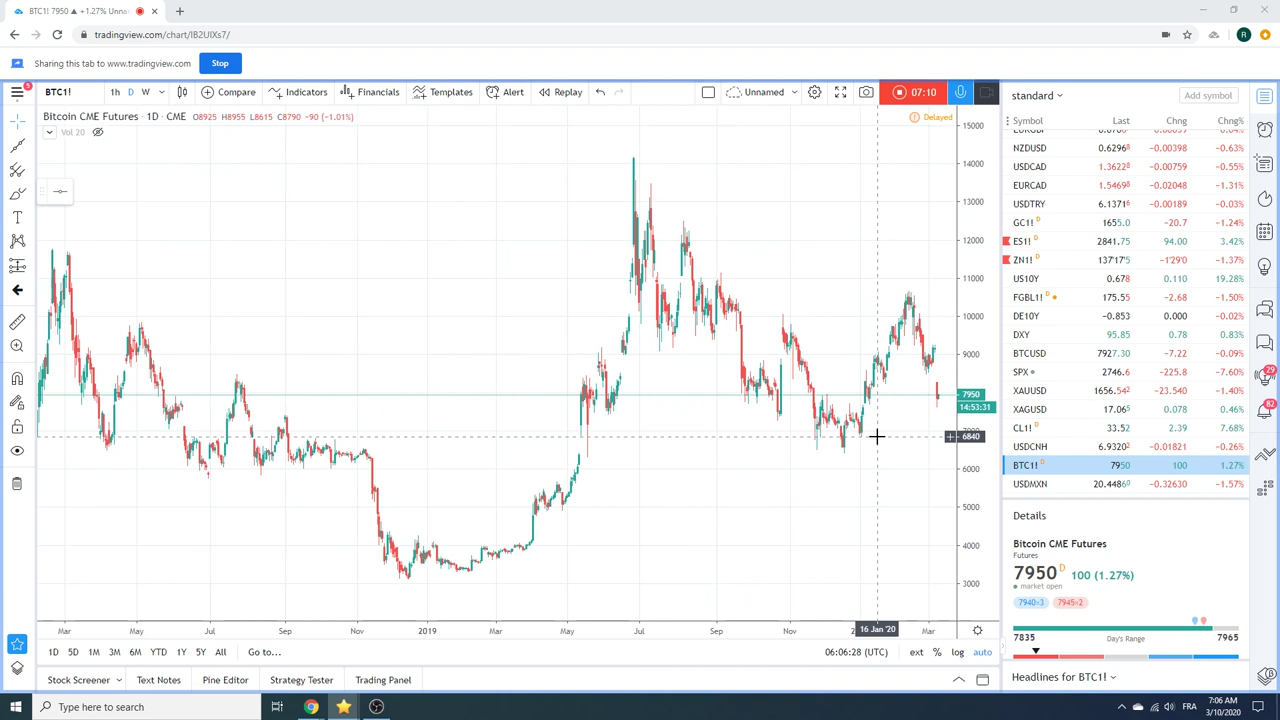 BTC1! 7950 ▲ +1.27% Unna
tradingview.com/chart/IB2UIXs7/
R
Sharing this tab to www.tradingview.com Stop
BTC1! 1h D W Compare Indicators Financials Templates Alert Replay Unnamed 07:10
Bitcoin CME Futures · 1D · CME O8925 H8955 L8615 C8790 −90 (−1.01%) Delayed
Vol 20
15000
14000
13000
12000
11000
10000
9000
7950
14:53:31
6840
6000
5000
4000
3000
Mar May Jul Sep Nov 2019 Mar May Jul Sep Nov 16 Jan '20 Mar
1D 5D 1M 3M 6M YTD 1Y 5Y All Go to... 06:06:28 (UTC) ext % log auto
Stock Screener Text Notes Pine Editor Strategy Tester Trading Panel
standard Add symbol
Symbol Last Chng Chng%
NZDUSD 0.6296⁸ −0.00398 −0.63%
USDCAD 1.3622⁸ −0.00759 −0.55%
EURCAD 1.5469⁸ −0.02048 −1.31%
USDTRY 6.1371⁶ −0.00189 −0.03%
GC1! D 1655.0 −20.7 −1.24%
ES1! D 2841.75 94.00 3.42%
ZN1! D 137'17'5 −1'29'0 −1.37%
US10Y 0.678 0.110 19.28%
FGBL1! D 175.55 −2.68 −1.50%
DE10Y −0.853 0.000 −0.02%
DXY 95.85 0.78 0.83%
BTCUSD 7927.30 −7.22 −0.09%
SPX 2746.6 −225.8 −7.60%
XAUUSD 1656.54² −23.540 −1.40%
XAGUSD 17.06⁵ 0.078 0.46%
CL1! D 33.52 2.39 7.68%
USDCNH 6.9320² −0.01821 −0.26%
BTC1! D 7950 100 1.27%
USDMXN 20.4486⁰ −0.32630 −1.57%
Details
Bitcoin CME Futures
Futures
7950 D 100 (1.27%)
market open
7940×3 7945×2
7835 Day's Range 7965
Headlines for BTC1!
29
82
Type here to search
FRA
7:06 AM
3/10/2020